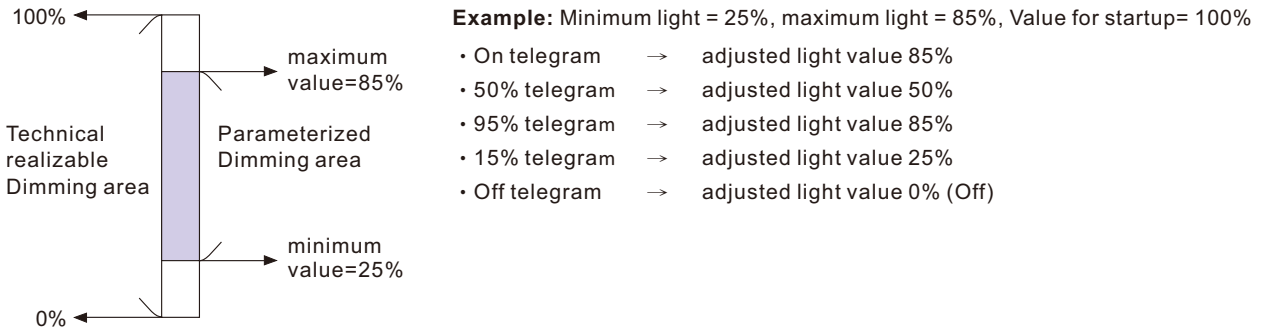 100%
maximum
value=85%
Technical
realizable
Dimming area
Parameterized
Dimming area
minimum
value=25%
0%
Example: Minimum light = 25%, maximum light = 85%, Value for startup= 100%
· On telegram → adjusted light value 85%
· 50% telegram → adjusted light value 50%
· 95% telegram → adjusted light value 85%
· 15% telegram → adjusted light value 25%
· Off telegram → adjusted light value 0% (Off)